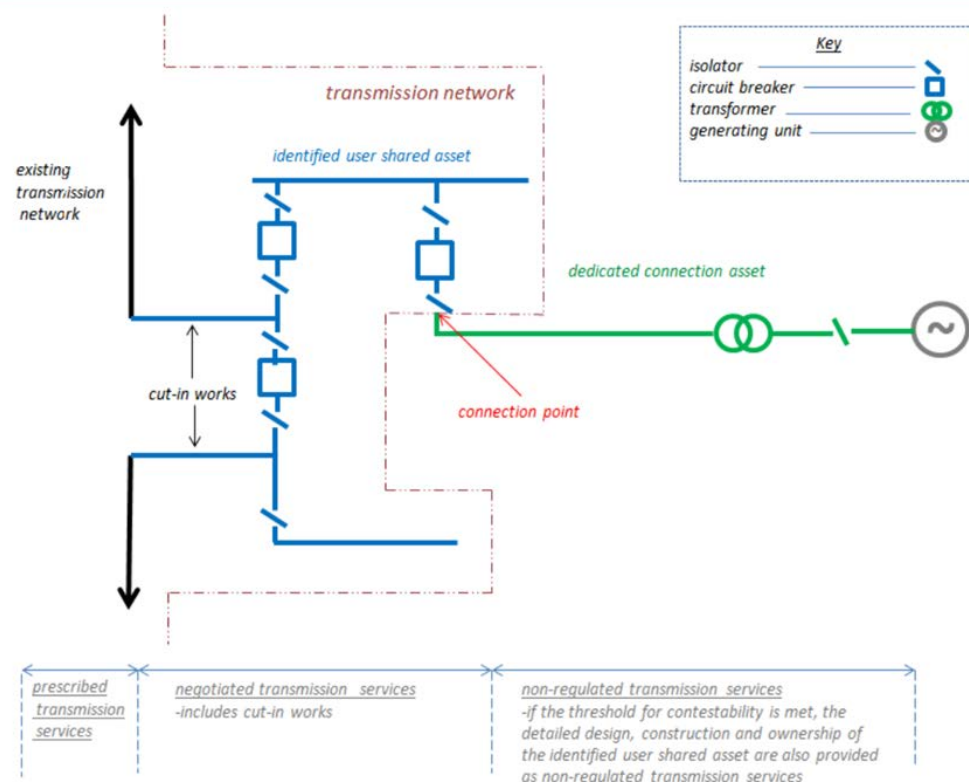 Key
isolator
circuit breaker
transformer
generating unit
~
transmission network
identified user shared asset
existing
transmission
network
dedicated connection asset
~
cut-in works
connection point
prescribed
transmission
services
negotiated transmission services
-includes cut-in works
non-regulated transmission services
-if the threshold for contestability is met, the
detailed design, construction and ownership of
the identified user shared asset are also provided
as non-regulated transmission services